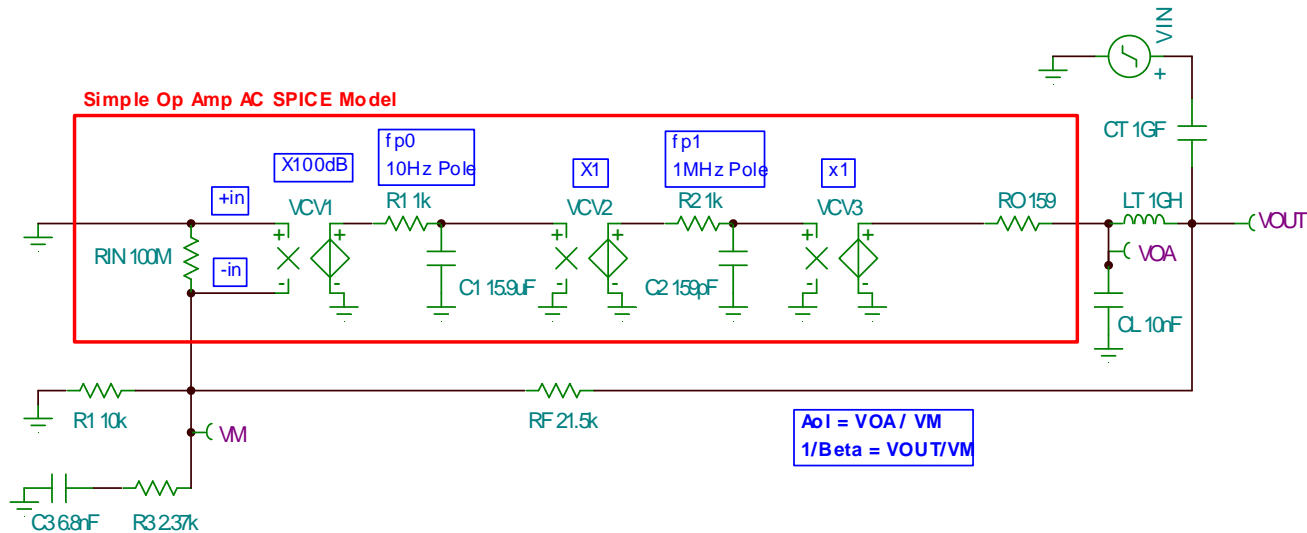 VIN
+
Simple Op Amp AC SPICE Model
CT 1GF
fp0
10Hz Pole
fp1
1MHz Pole
X100dB
X1
x1
+in
VCV1
R1 1k
VCV2
R2 1k
VCV3
RO 159
LT 1GH
VOUT
RIN 100M
-in
+ +
- -
C1 15.9uF
+ +
- -
C2 159pF
+ +
- -
VOA
CL 10nF
R1 10k
RF 21.5k
VM
Aol = VOA / VM
1/Beta = VOUT/VM
C3 6.8nF
R3 2.37k